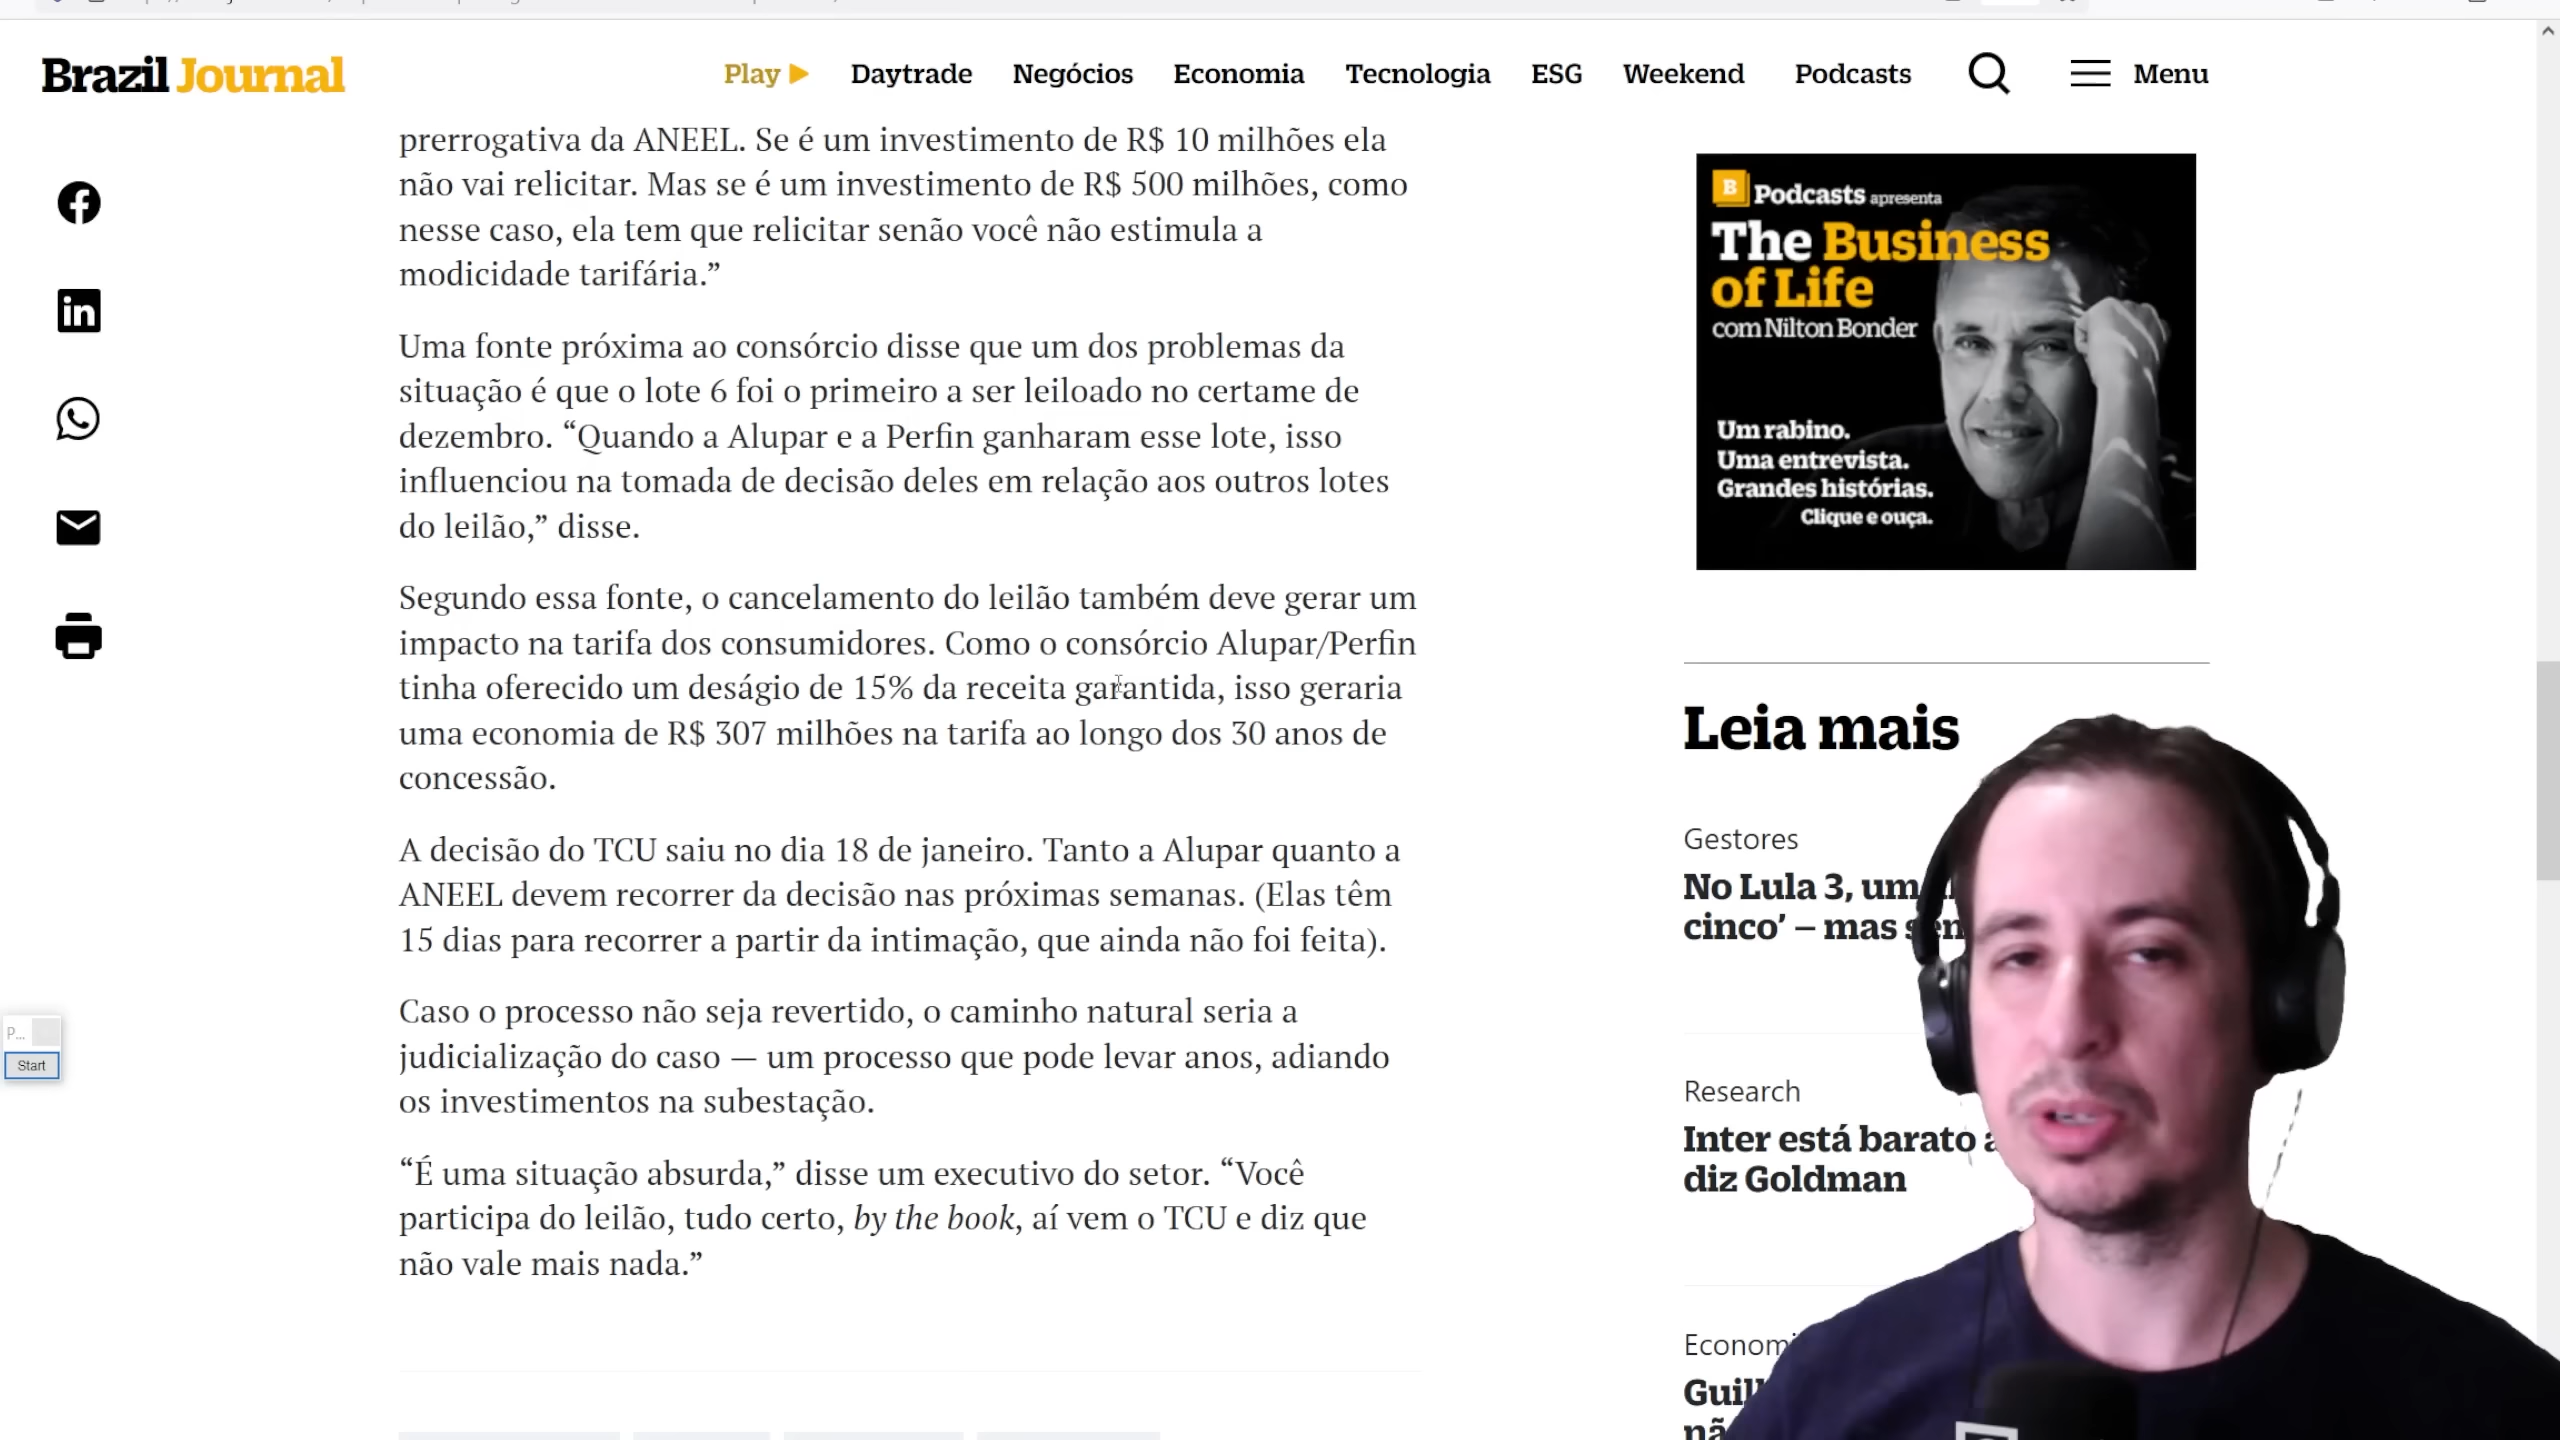 Brazil Journal
Play Daytrade Negócios Economia Tecnologia ESG Weekend Podcasts Menu
prerrogativa da ANEEL. Se é um investimento de R$ 10 milhões ela
não vai relicitar. Mas se é um investimento de R$ 500 milhões, como
nesse caso, ela tem que relicitar senão você não estimula a
modicidade tarifária.”
Uma fonte próxima ao consórcio disse que um dos problemas da
situação é que o lote 6 foi o primeiro a ser leiloado no certame de
dezembro. “Quando a Alupar e a Perfin ganharam esse lote, isso
influenciou na tomada de decisão deles em relação aos outros lotes
do leilão,” disse.
Segundo essa fonte, o cancelamento do leilão também deve gerar um
impacto na tarifa dos consumidores. Como o consórcio Alupar/Perfin
tinha oferecido um deságio de 15% da receita garantida, isso geraria
uma economia de R$ 307 milhões na tarifa ao longo dos 30 anos de
concessão.
A decisão do TCU saiu no dia 18 de janeiro. Tanto a Alupar quanto a
ANEEL devem recorrer da decisão nas próximas semanas. (Elas têm
15 dias para recorrer a partir da intimação, que ainda não foi feita).
Caso o processo não seja revertido, o caminho natural seria a
judicialização do caso — um processo que pode levar anos, adiando
os investimentos na subestação.
“É uma situação absurda,” disse um executivo do setor. “Você
participa do leilão, tudo certo, by the book, aí vem o TCU e diz que
não vale mais nada.”
B Podcasts apresenta
The Business
of Life
com Nilton Bonder
Um rabino.
Uma entrevista.
Grandes histórias.
Clique e ouça.
Leia mais
Gestores
No Lula 3, um
cinco’ – mas
Research
Inter está barato
diz Goldman
P...
Start